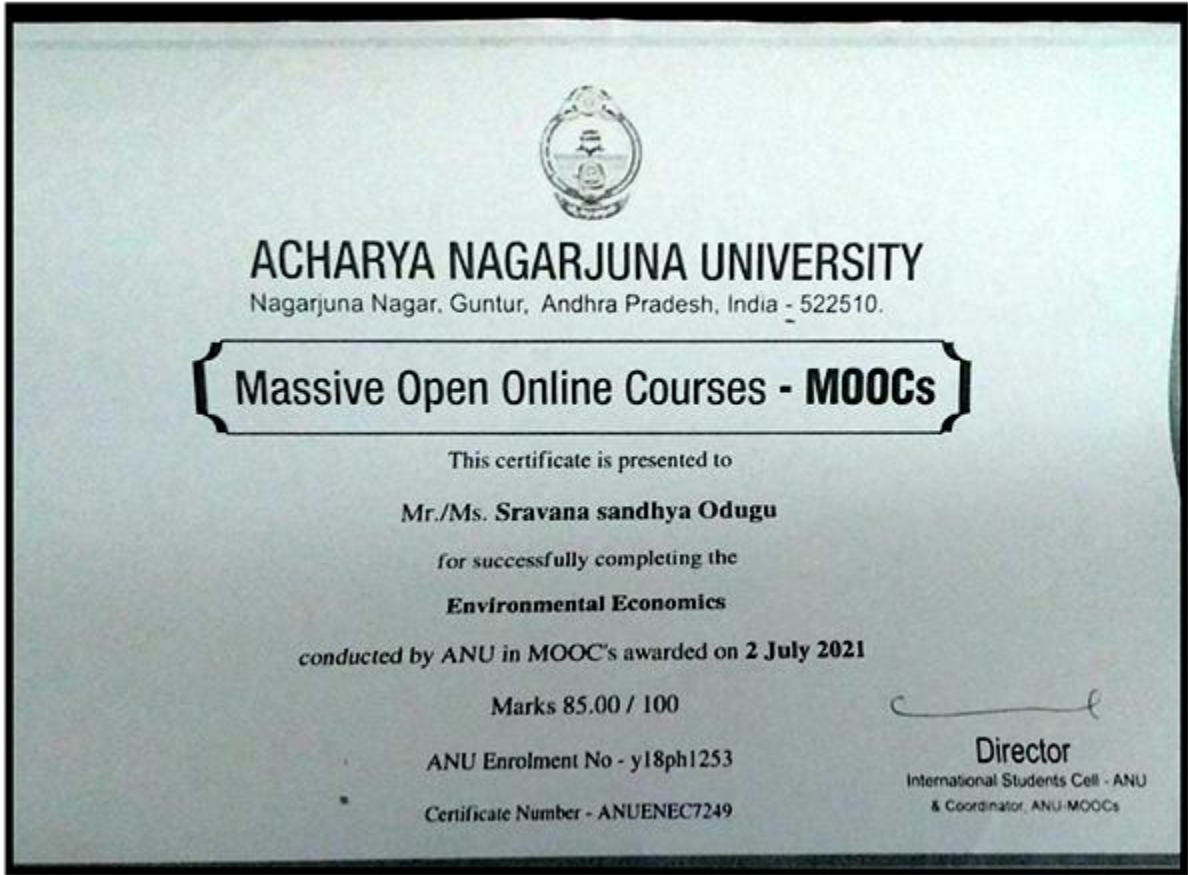 ACHARYA NAGARJUNA UNIVERSITY
Nagarjuna Nagar, Guntur, Andhra Pradesh, India - 522510.
Massive Open Online Courses - MOOCs
This certificate is presented to
Mr./Ms. Sravana sandhya Odugu
for successfully completing the
Environmental Economics
conducted by ANU in MOOC's awarded on 2 July 2021
Marks 85.00 / 100
ANU Enrolment No - y18ph1253
Certificate Number - ANUENEC7249
Director
International Students Cell - ANU
& Coordinator, ANU-MOOCs